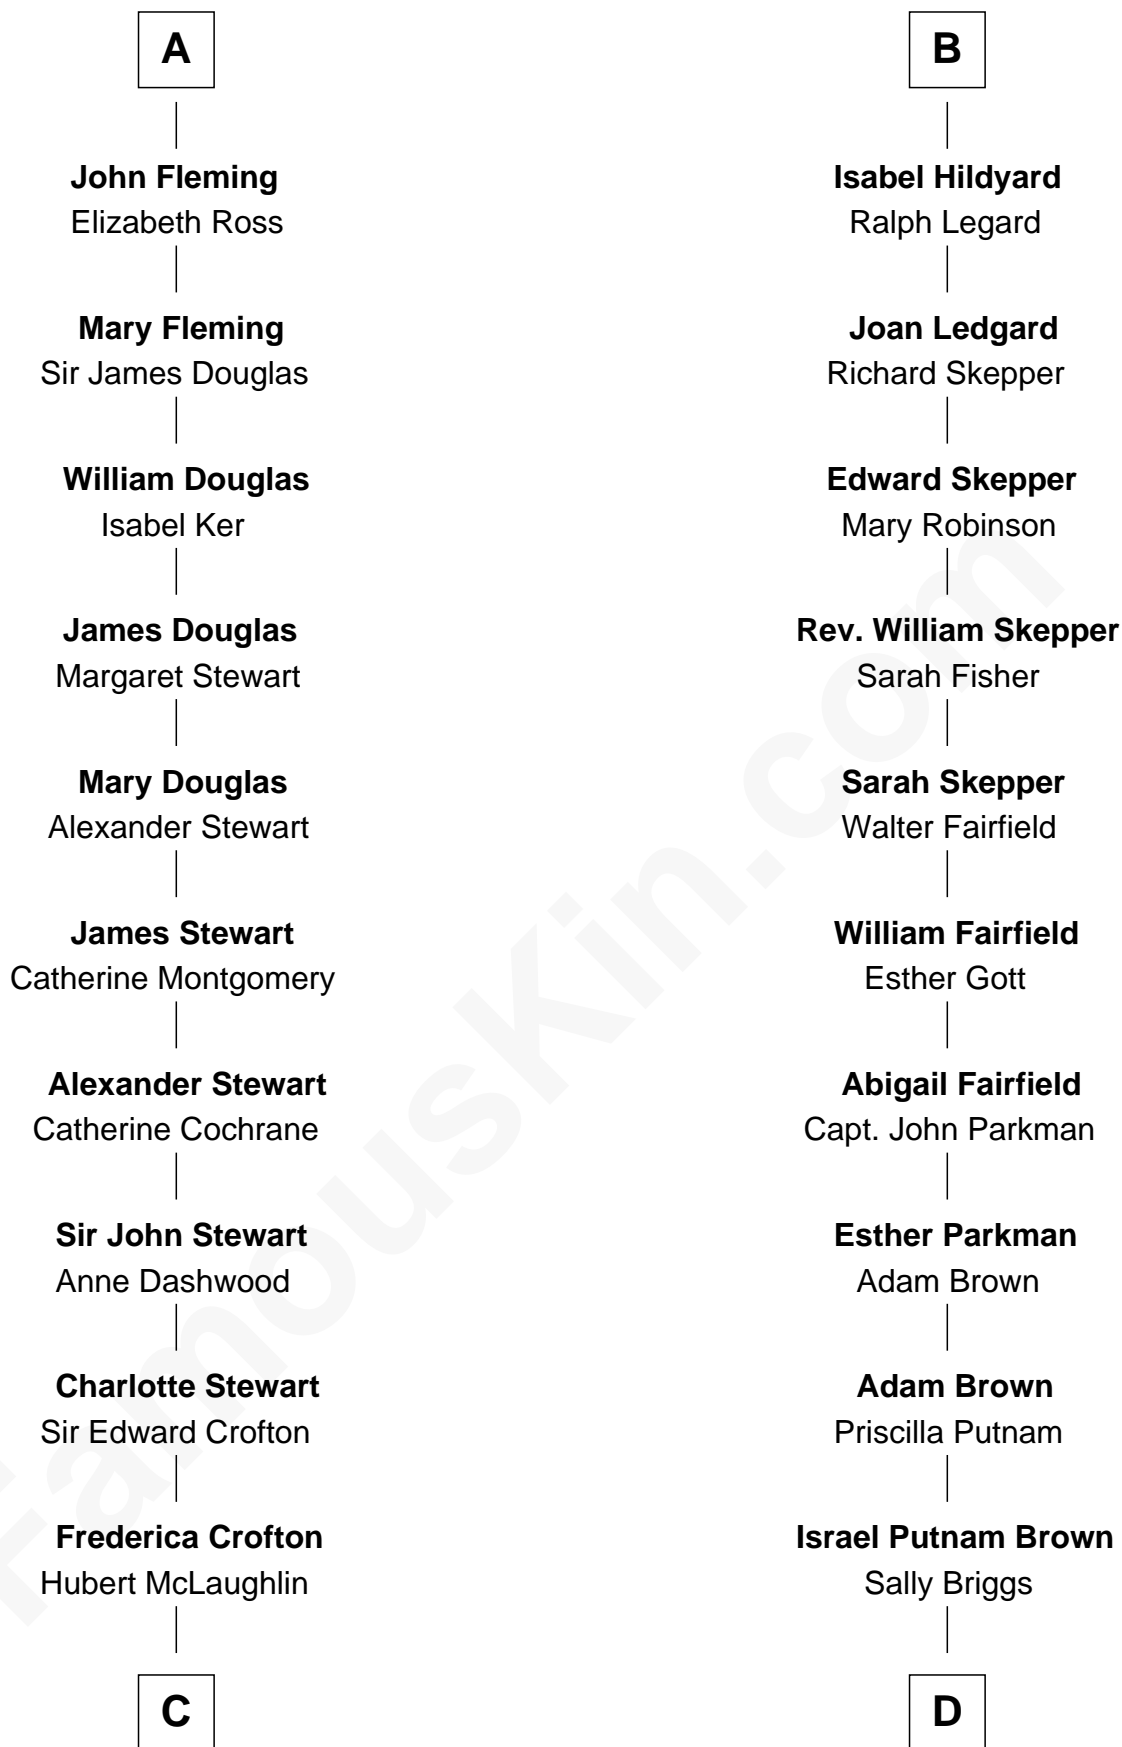 A
John Fleming
Elizabeth Ross
Mary Fleming
Sir James Douglas
William Douglas
Isabel Ker
James Douglas
Margaret Stewart
Mary Douglas
Alexander Stewart
James Stewart
Catherine Montgomery
Alexander Stewart
Catherine Cochrane
Sir John Stewart
Anne Dashwood
Charlotte Stewart
Sir Edward Crofton
Frederica Crofton
Hubert McLaughlin
C
B
Isabel Hildyard
Ralph Legard
Joan Ledgard
Richard Skepper
Edward Skepper
Mary Robinson
Rev. William Skepper
Sarah Fisher
Sarah Skepper
Walter Fairfield
William Fairfield
Esther Gott
Abigail Fairfield
Capt. John Parkman
Esther Parkman
Adam Brown
Adam Brown
Priscilla Putnam
Israel Putnam Brown
Sally Briggs
D
FamousKin.com